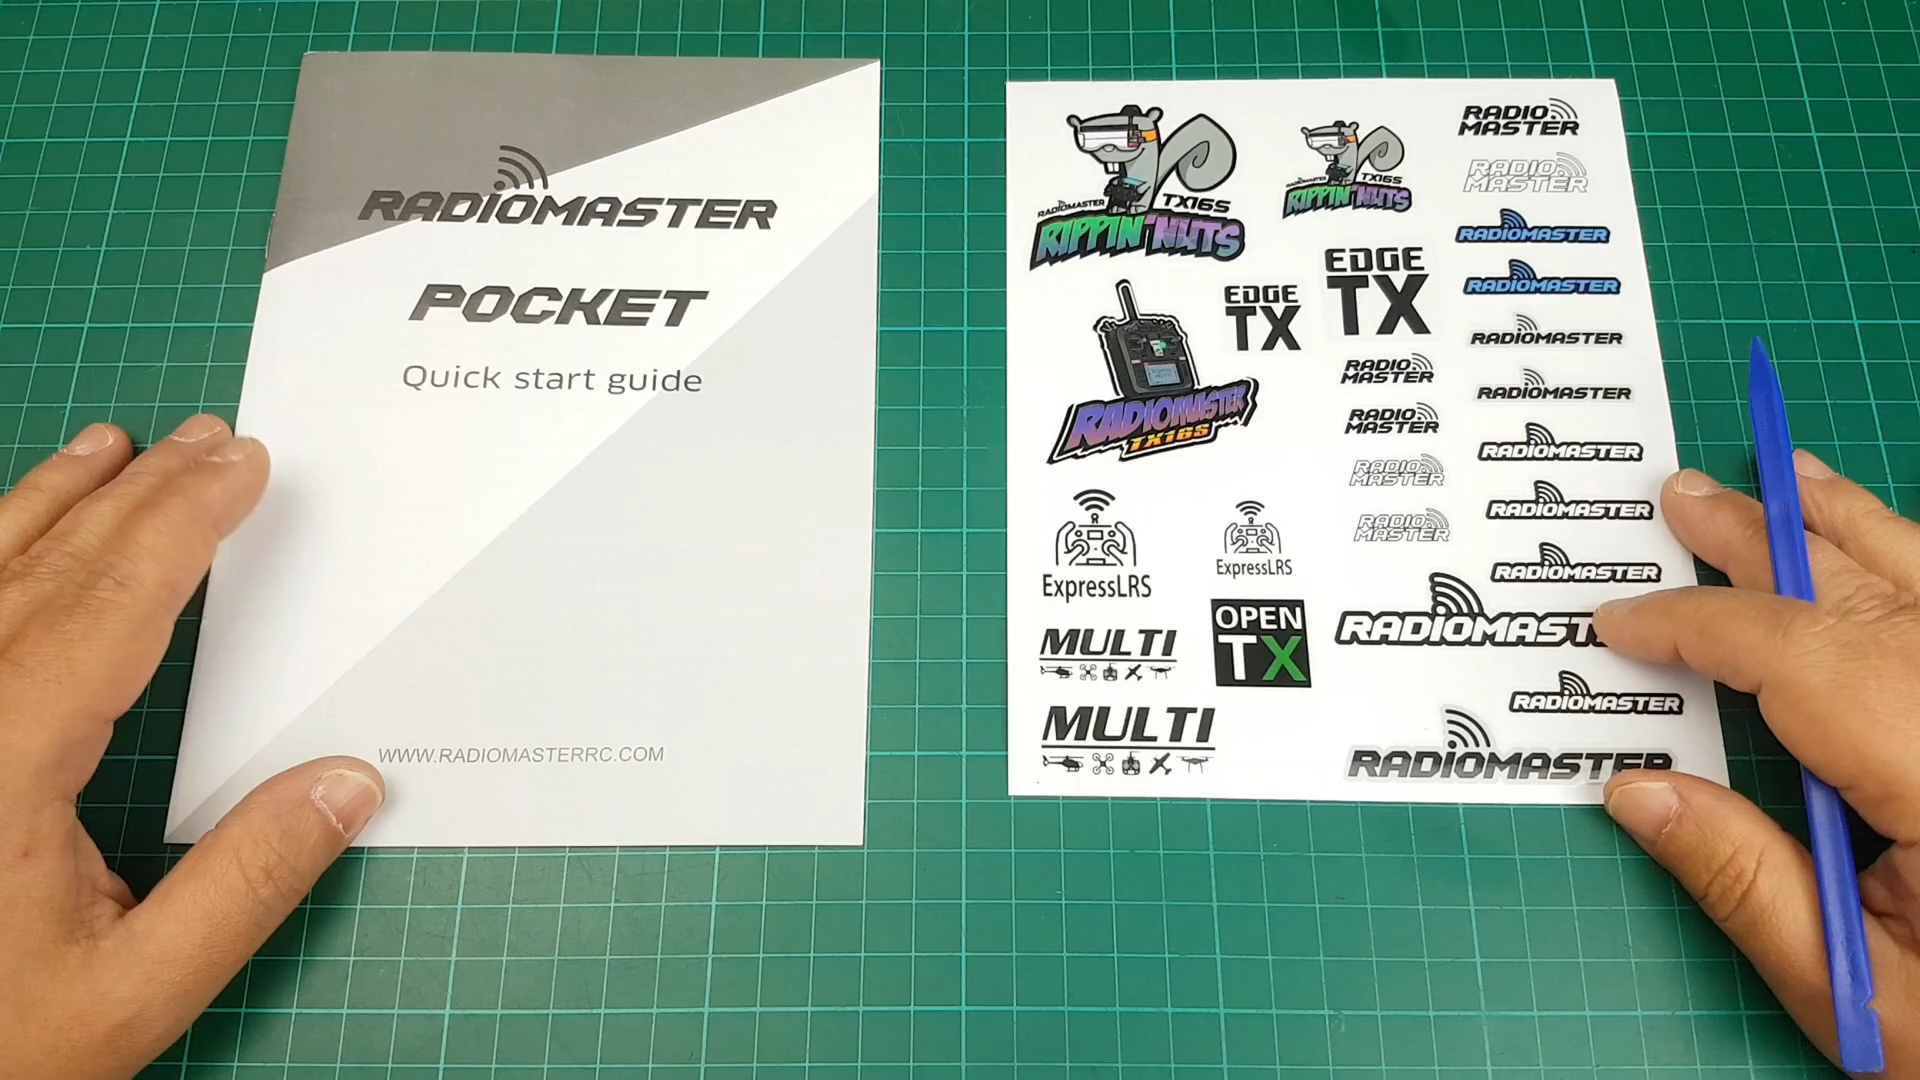 RADIOMASTER
POCKET
Quick start guide
WWW.RADIOMASTERRC.COM
RADIOMASTER
TX16S
RIPPIN'NUTS
RADIOMASTER
TX16S
RIPPIN'NUTS
EDGE
TX
EDGE
TX
RADIOMASTER
TX16S
ExpressLRS
ExpressLRS
MULTI
OPEN
TX
MULTI
RADIO
MASTER
RADIO
MASTER
RADIO
MASTER
RADIO
MASTER
RADIO
MASTER
RADIO
MASTER
RADIOMASTER
RADIOMASTER
RADIOMASTER
RADIOMASTER
RADIOMASTER
RADIOMASTER
RADIOMASTER
RADIOMAST
RADIOMASTER
RADIOMASTER